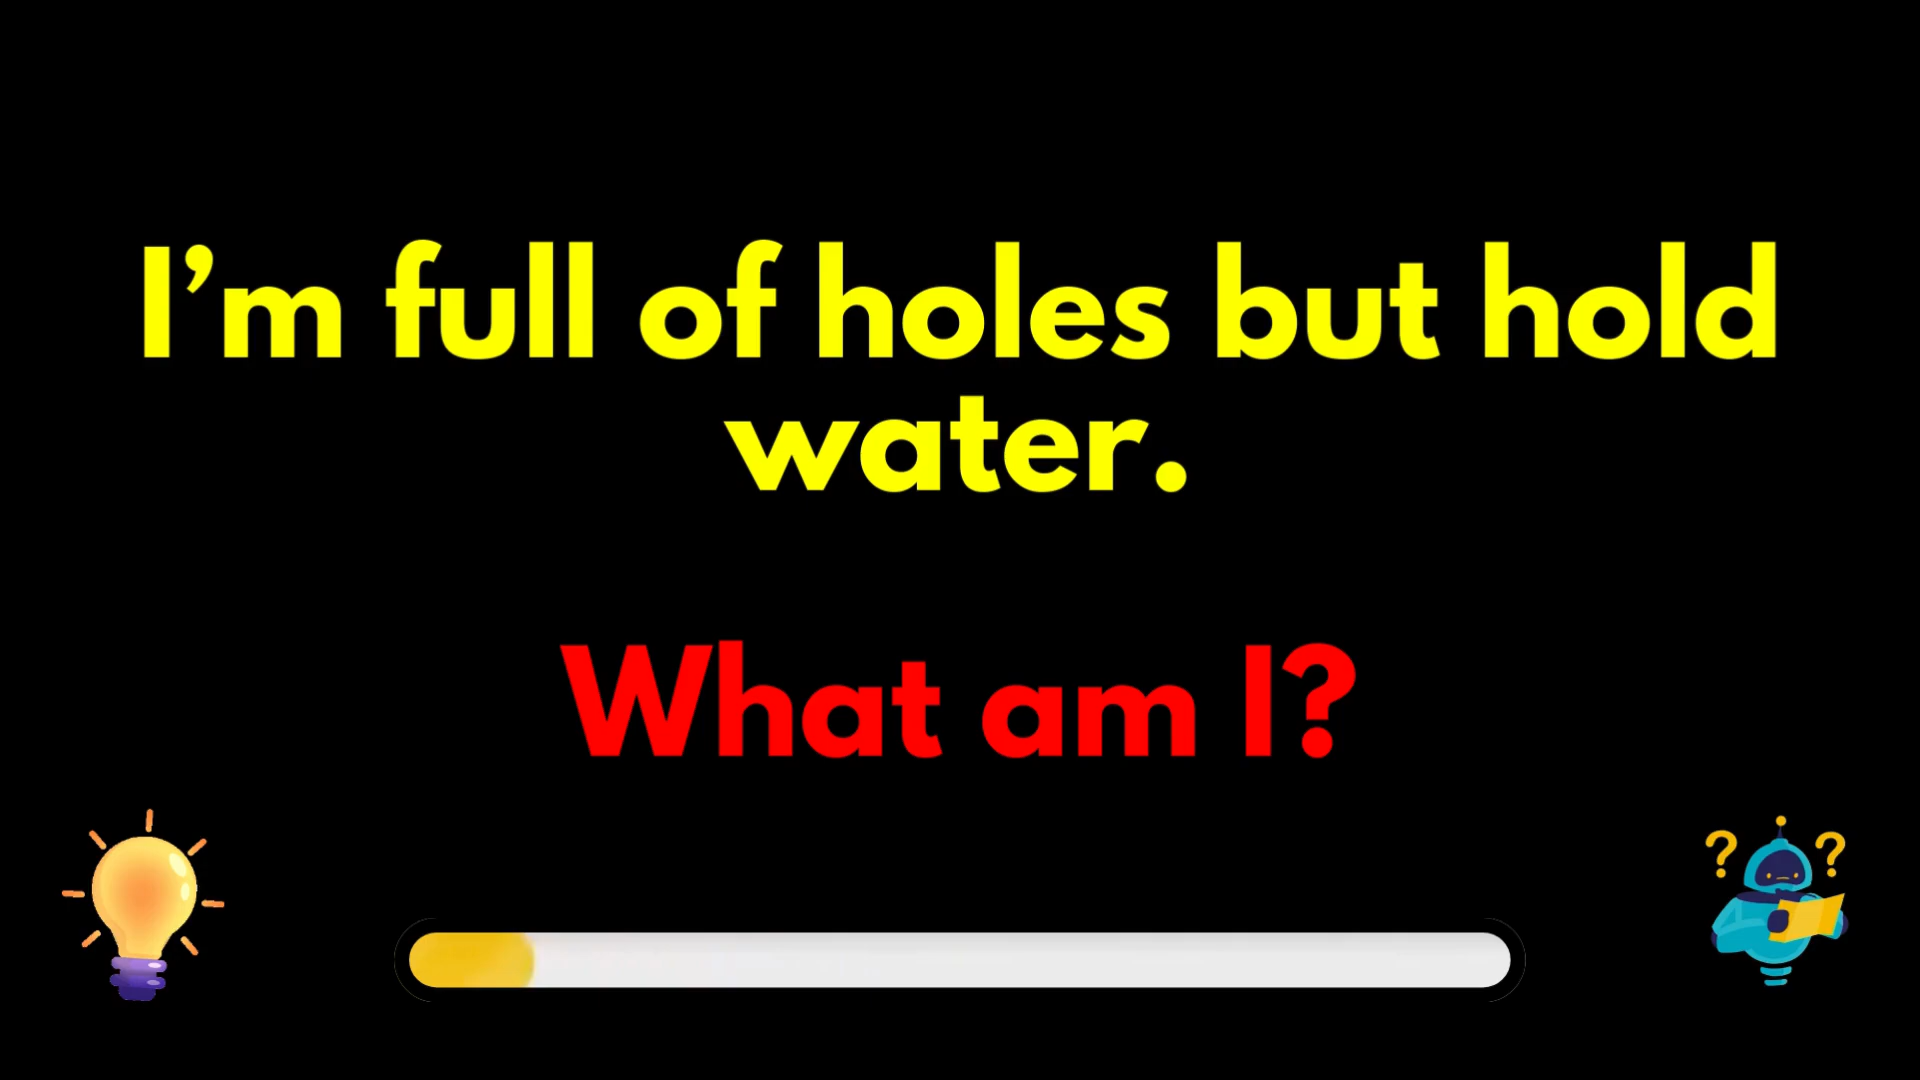 I’m full of holes but hold
water.
What am I?
? ?